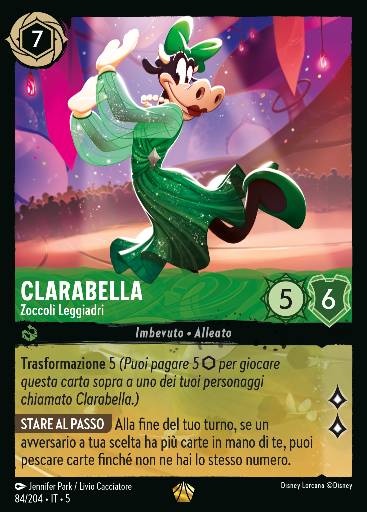 7
CLARABELLA
Zoccoli Leggiadri
5
6
Imbevuto • Alleato
Trasformazione 5 (Puoi pagare 5 per giocare
questa carta sopra a uno dei tuoi personaggi
chiamato Clarabella.)
STARE AL PASSO Alla fine del tuo turno, se un
avversario a tua scelta ha più carte in mano di te, puoi
pescare carte finché non ne hai lo stesso numero.
Jennifer Park / Livio Cacciatore
Disney Lorcana ©Disney
84/204 • IT • 5